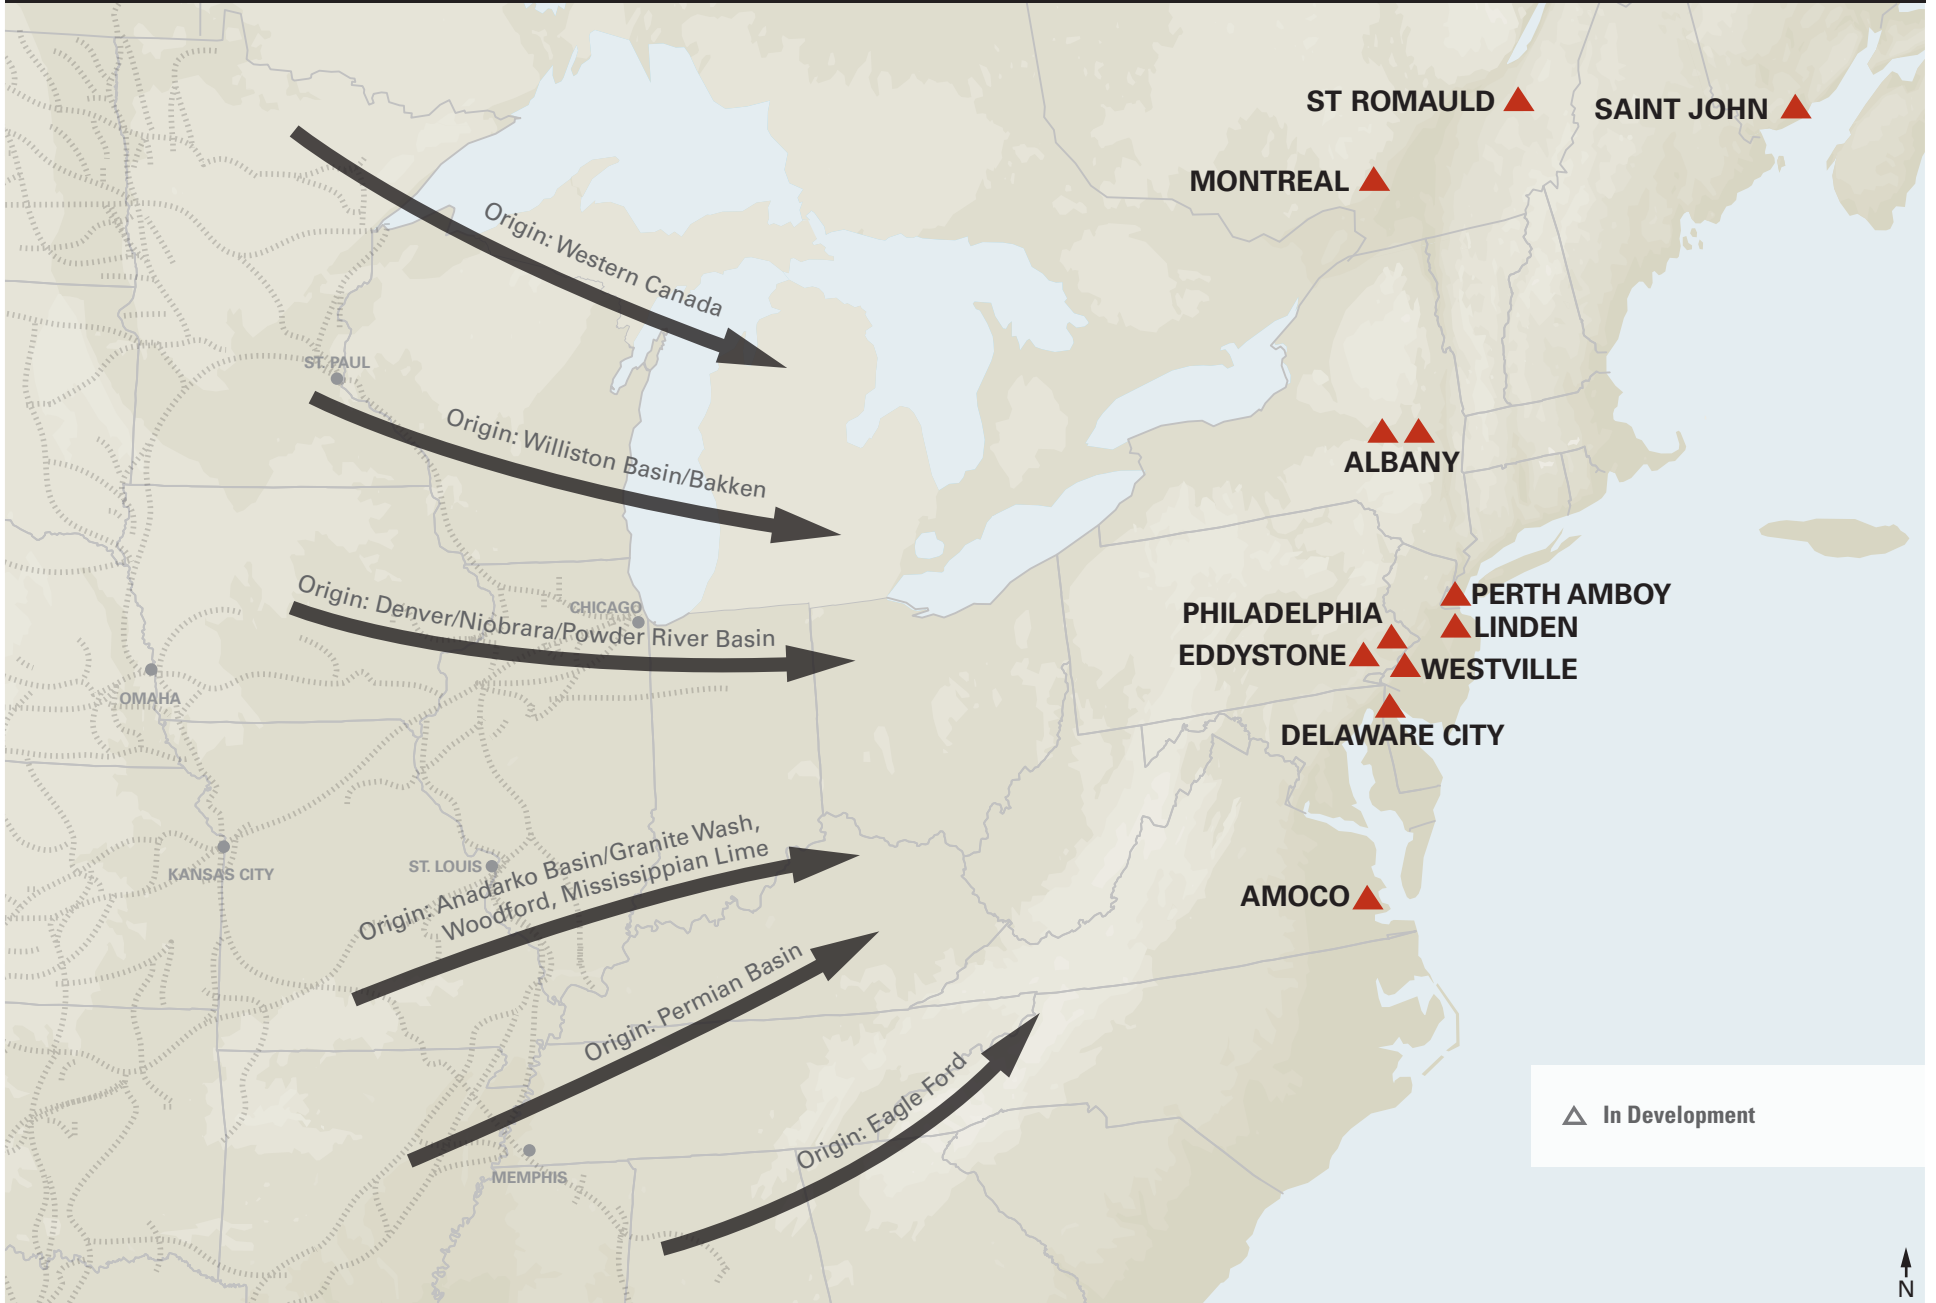 ST ROMAULD
SAINT JOHN
MONTREAL
Origin: Western Canada
ST. PAUL
Origin: Williston Basin/Bakken
ALBANY
Origin: Denver/Niobrara/Powder River Basin
CHICAGO
PERTH AMBOY
PHILADELPHIA
LINDEN
EDDYSTONE
WESTVILLE
OMAHA
DELAWARE CITY
Origin: Anadarko Basin/Granite Wash,
Woodford, Mississippian Lime
KANSAS CITY
ST. LOUIS
AMOCO
Origin: Permian Basin
Origin: Eagle Ford
In Development
MEMPHIS
N